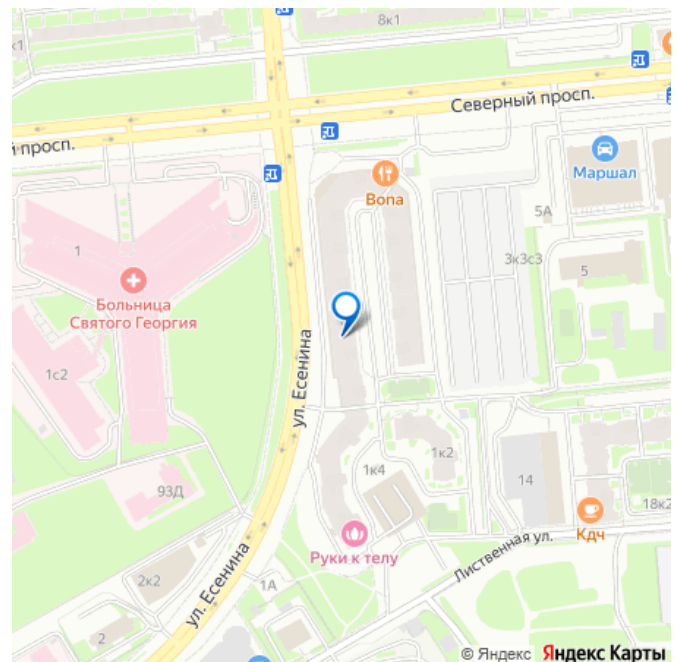 8к1
к1
Северный просп.
й просп.
Маршал
Вопа
5А
1
3к3с3
5
Больница
Святого Георгия
ул. Есенина
1с2
1к2
1к4
14
93Д
18к2
Кдч
Руки к телу
Лиственная ул.
2к2
1А
ул. Есенина
2
© Яндекс Яндекс Карты